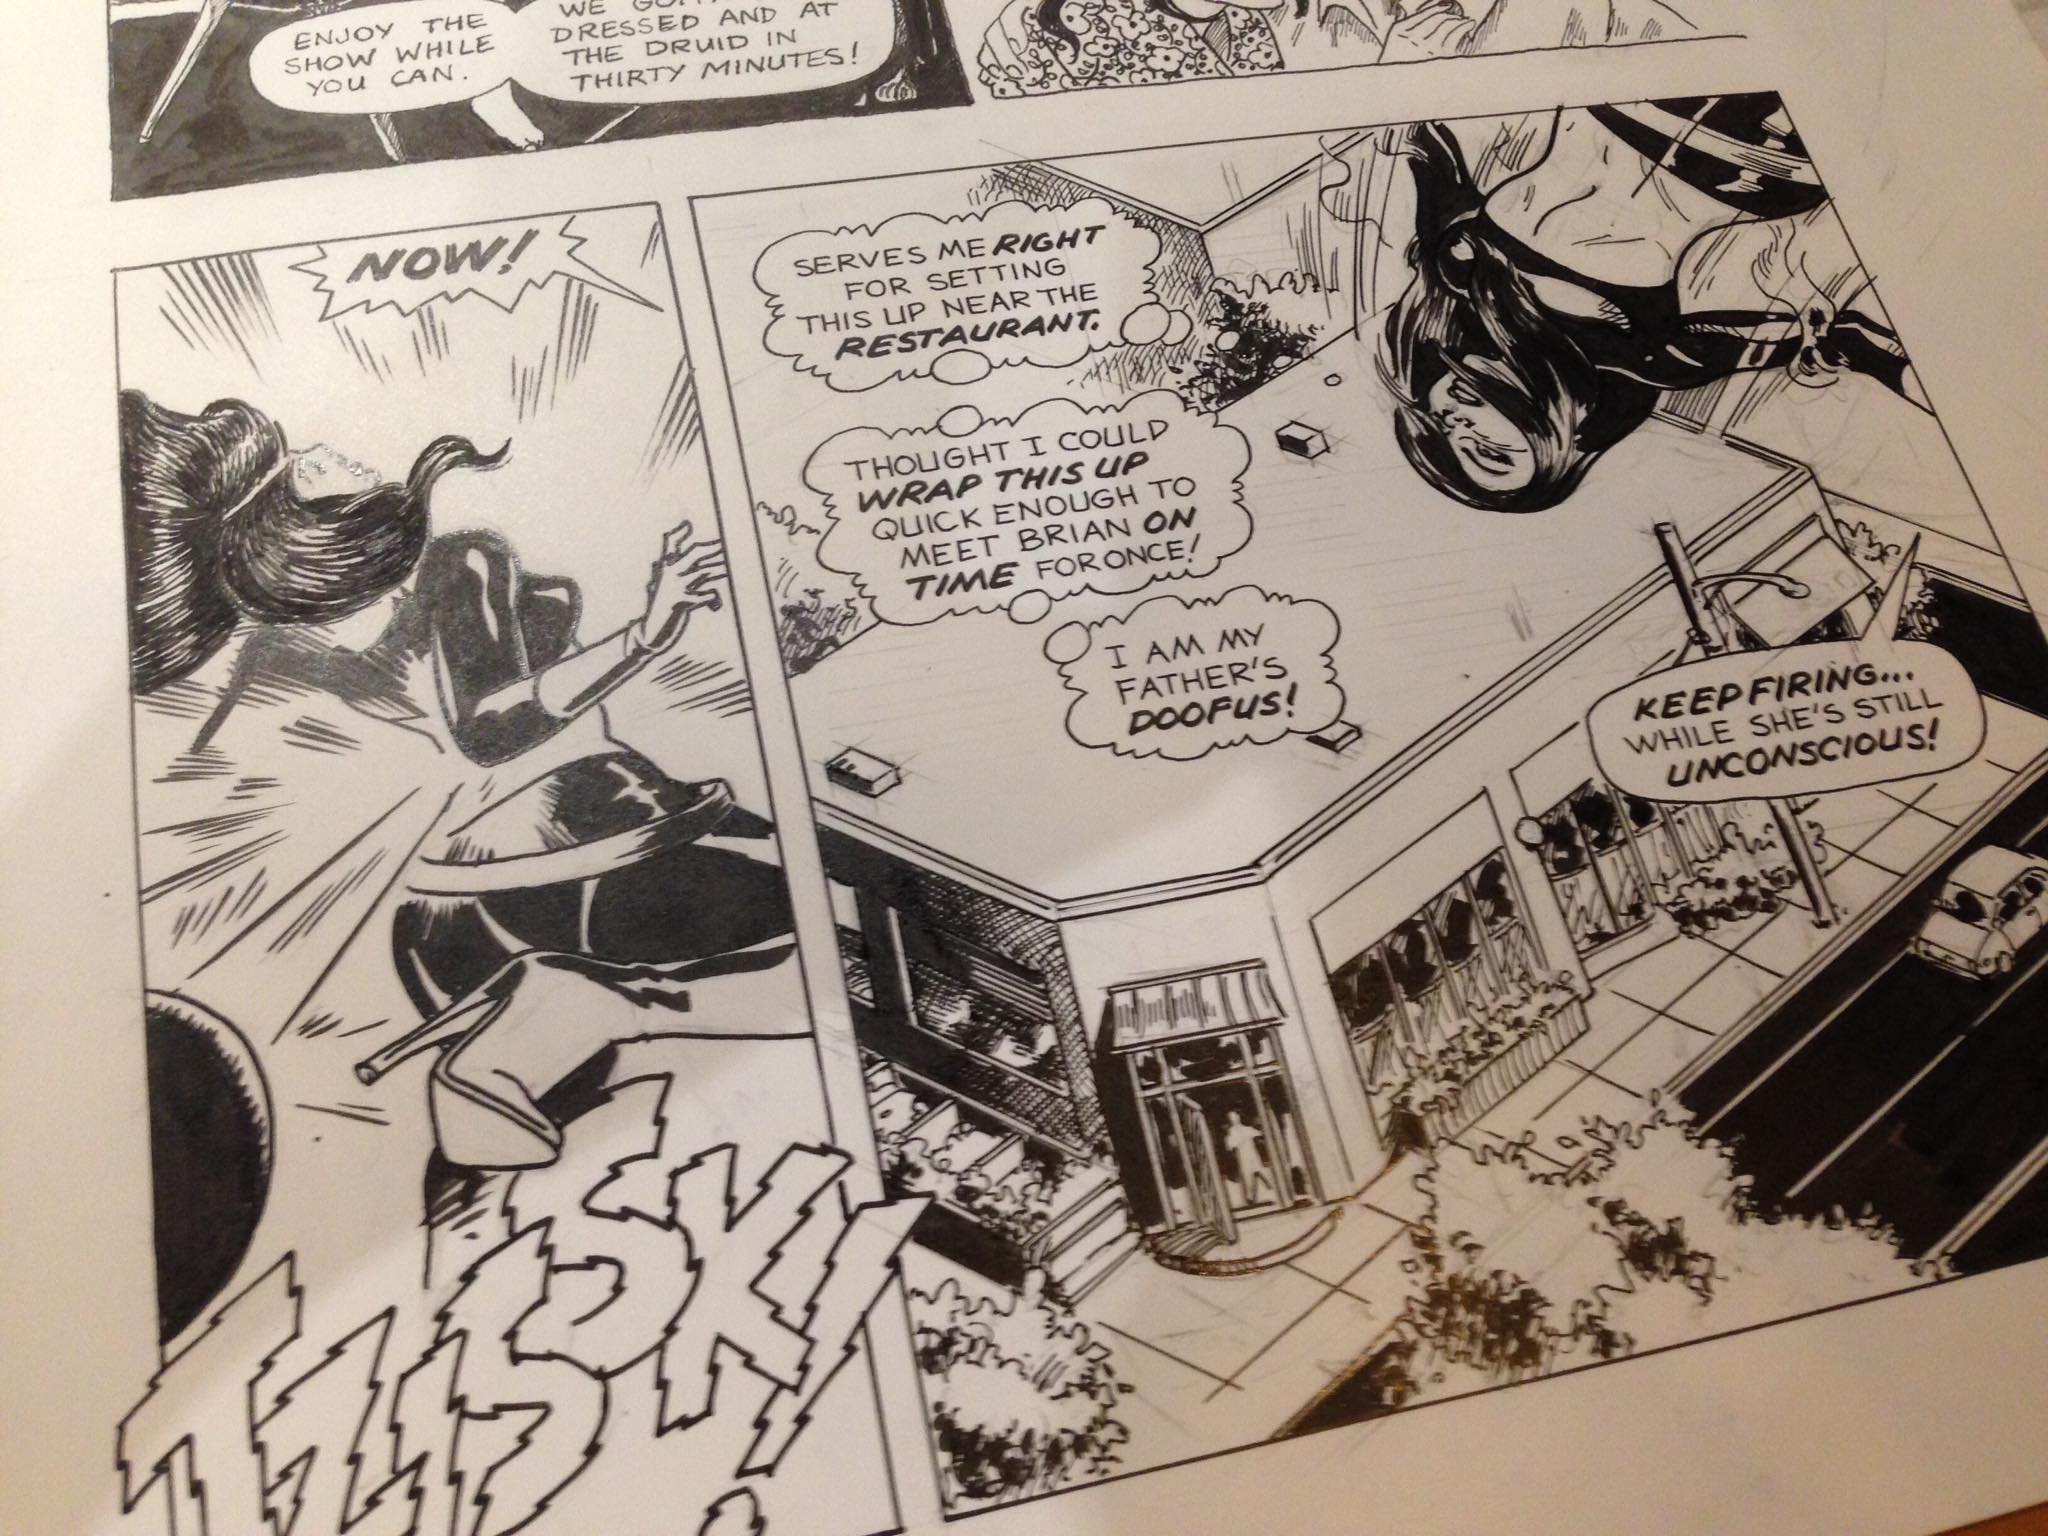 ENJOY THE
SHOW WHILE
YOU CAN.
WE
DRESSED AND AT
THE DRUID IN
THIRTY MINUTES!
NOW!
SERVES ME RIGHT
FOR SETTING
THIS UP NEAR THE
RESTAURANT.
THOUGHT I COULD
WRAP THIS UP
QUICK ENOUGH TO
MEET BRIAN ON
TIME FOR ONCE!
I AM MY
FATHER'S
DOOFUS!
KEEP FIRING...
WHILE SHE'S STILL
UNCONSCIOUS!